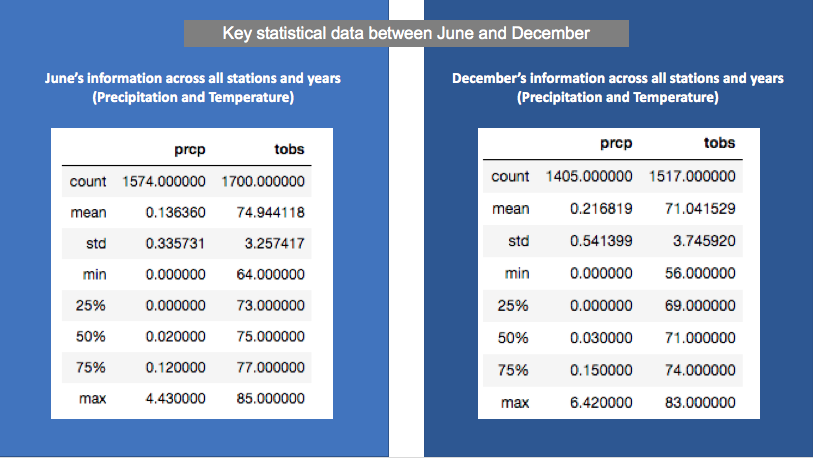 Key statistical data between June and December
June's information across all stations and years
(Precipitation and Temperature)
prcp tobs
count 1574.000000 1700.000000
mean 0.136360 74.944118
std 0.335731 3.257417
min 0.000000 64.000000
25% 0.000000 73.000000
50% 0.020000 75.000000
75% 0.120000 77.000000
max 4.430000 85.000000
December's information across all stations and years
(Precipitation and Temperature)
prcp tobs
count 1405.000000 1517.000000
mean 0.216819 71.041529
std 0.541399 3.745920
min 0.000000 56.000000
25% 0.000000 69.000000
50% 0.030000 71.000000
75% 0.150000 74.000000
max 6.420000 83.000000